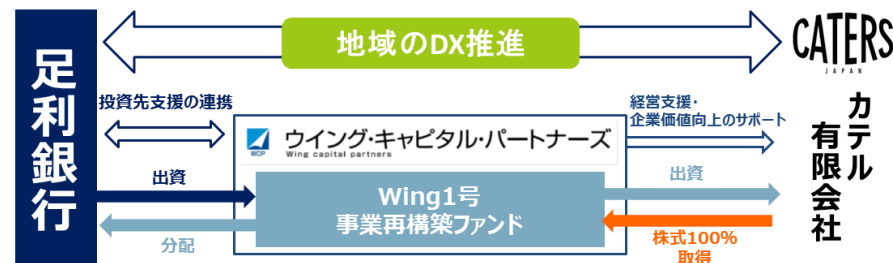 地域のDX推進
CATERS
JAPAN
足利銀行
投資先支援の連携
経営支援・
企業価値向上のサポート
WCP
ウイング・キャピタル・パートナーズ
Wing capital partners
カテル
有限会社
出資
Wing1号
事業再構築ファンド
出資
分配
株式100%
取得